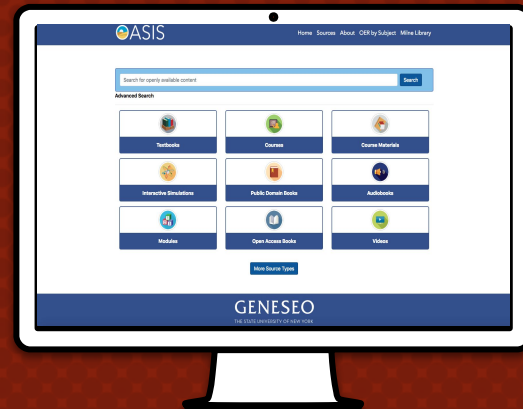 OASIS
Home Sources About OER by Subject Milne Library
Search for openly available content
Search
Advanced Search
Textbooks
Courses
Course Materials
Interactive Simulations
Public Domain Books
Audiobooks
Modules
Open Access Books
Videos
More Source Types
GENESEO
THE STATE UNIVERSITY OF NEW YORK